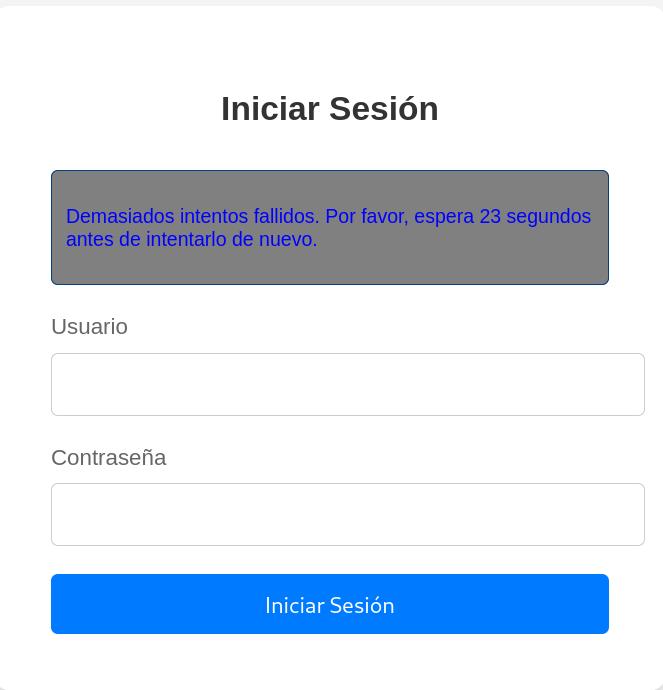 Iniciar Sesión
Demasiados intentos fallidos. Por favor, espera 23 segundos
antes de intentarlo de nuevo.
Usuario
Contraseña
Iniciar Sesión